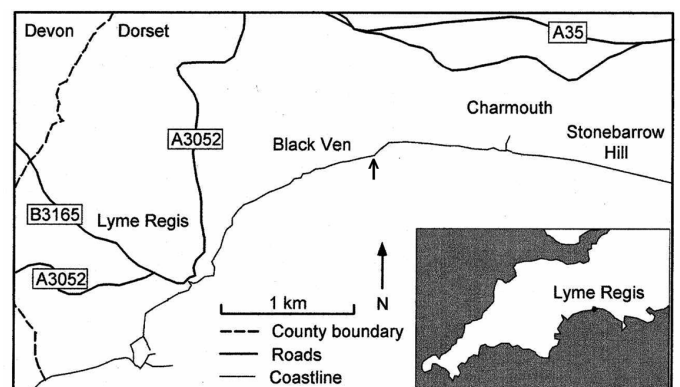 Devon
Dorset
A35
Charmouth
A3052
Black Ven
Stonebarrow
Hill
B3165
Lyme Regis
A3052
1 km
N
Lyme Regis
County boundary
Roads
Coastline